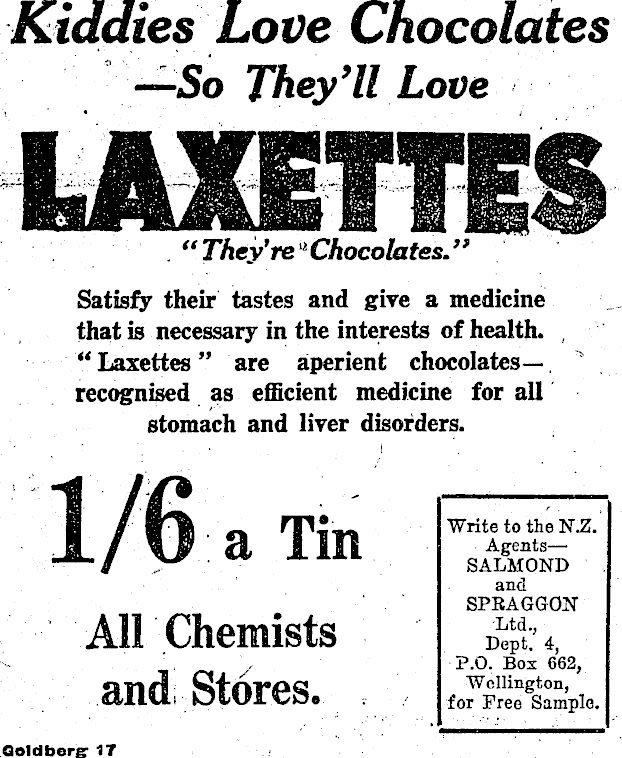 Kiddies Love Chocolates
—So They'll Love
LAXETTES
"They're Chocolates."
Satisfy their tastes and give a medicine
that is necessary in the interests of health.
"Laxettes" are aperient chocolates—
recognised as efficient medicine for all
stomach and liver disorders.
1/6 a Tin
All Chemists
and Stores.
Write to the N.Z.
Agents—
SALMOND
and
SPRAGGON
Ltd.,
Dept. 4,
P.O. Box 662,
Wellington,
for Free Sample.
Goldberg 17